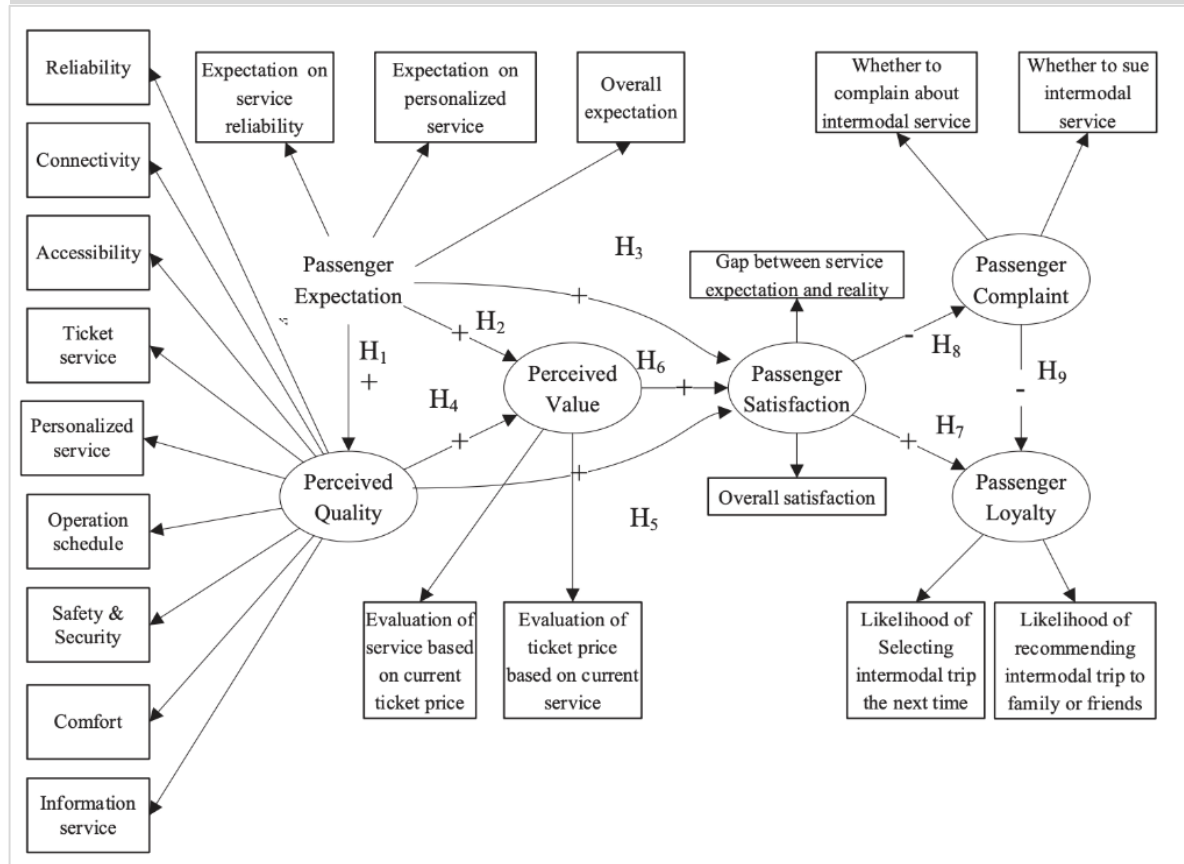 Reliability
Connectivity
Accessibility
Ticket
service
Personalized
service
Operation
schedule
Safety &
Security
Comfort
Information
service
Expectation on
service
reliability
Expectation on
personalized
service
Overall
expectation
Whether to
complain about
intermodal service
Whether to sue
intermodal
service
Passenger
Expectation
H3
+
H2
+
H1
+
Gap between service
expectation and reality
Passenger
Complaint
Perceived
Value
H6
+
Passenger
Satisfaction
-
H8
H9
-
H4
+
H7
+
Perceived
Quality
+
H5
Overall satisfaction
Passenger
Loyalty
Evaluation of
service based
on current
ticket price
Evaluation of
ticket price
based on current
service
Likelihood of
Selecting
intermodal trip
the next time
Likelihood of
recommending
intermodal trip to
family or friends